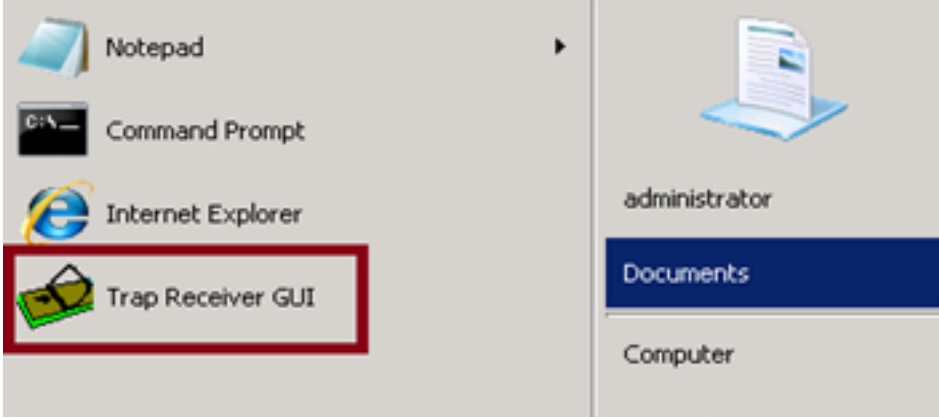 Notepad
Command Prompt
Internet Explorer
Trap Receiver GUI
administrator
Documents
Computer